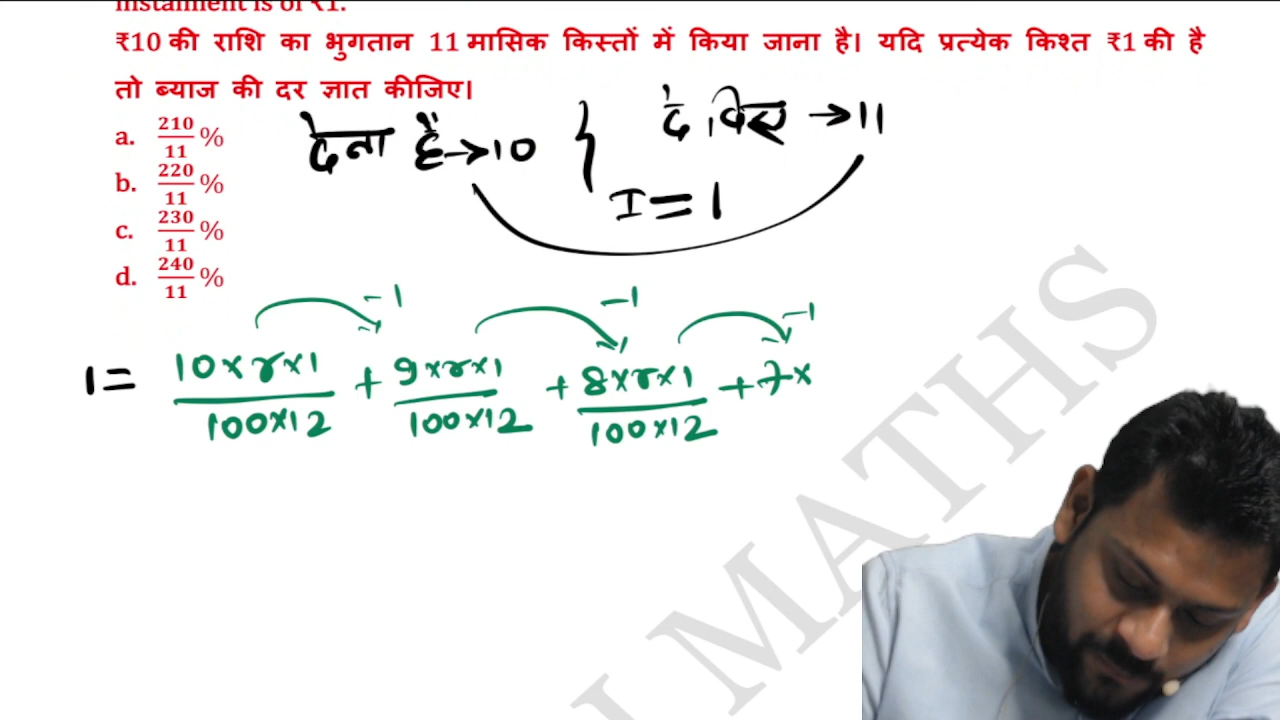 instalment is of ₹1.
₹10 की राशि का भुगतान 11 मासिक किस्तों में किया जाना है। यदि प्रत्येक किश्त ₹1 की है
तो ब्याज की दर ज्ञात कीजिए।
a. 210/11 %
b. 220/11 %
c. 230/11 %
d. 240/11 %
देना है → 10
दे दिए → 11
I = 1
-1 -1 -1
1 = 10×r×1/100×12 + 9×r×1/100×12 + 8×r×1/100×12 + 7×
MATHS